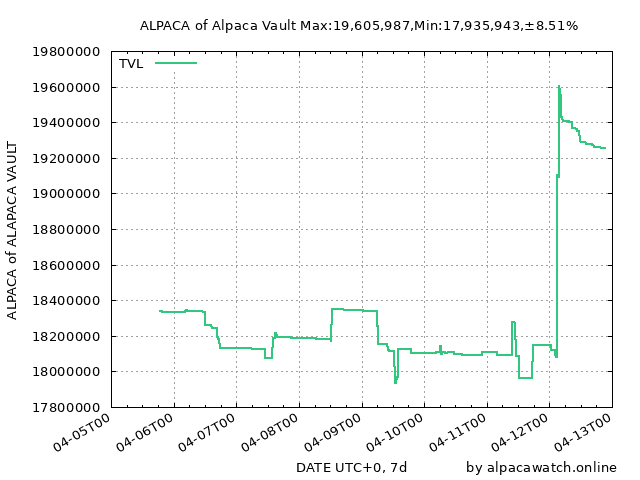 ALPACA of Alpaca Vault Max:19,605,987,Min:17,935,943,±8.51%
TVL
ALPACA of ALAPACA VAULT
19800000
19600000
19400000
19200000
19000000
18800000
18600000
18400000
18200000
18000000
17800000
04-05T00
04-06T00
04-07T00
04-08T00
04-09T00
04-10T00
04-11T00
04-12T00
04-13T00
DATE UTC+0, 7d
by alpacawatch.online